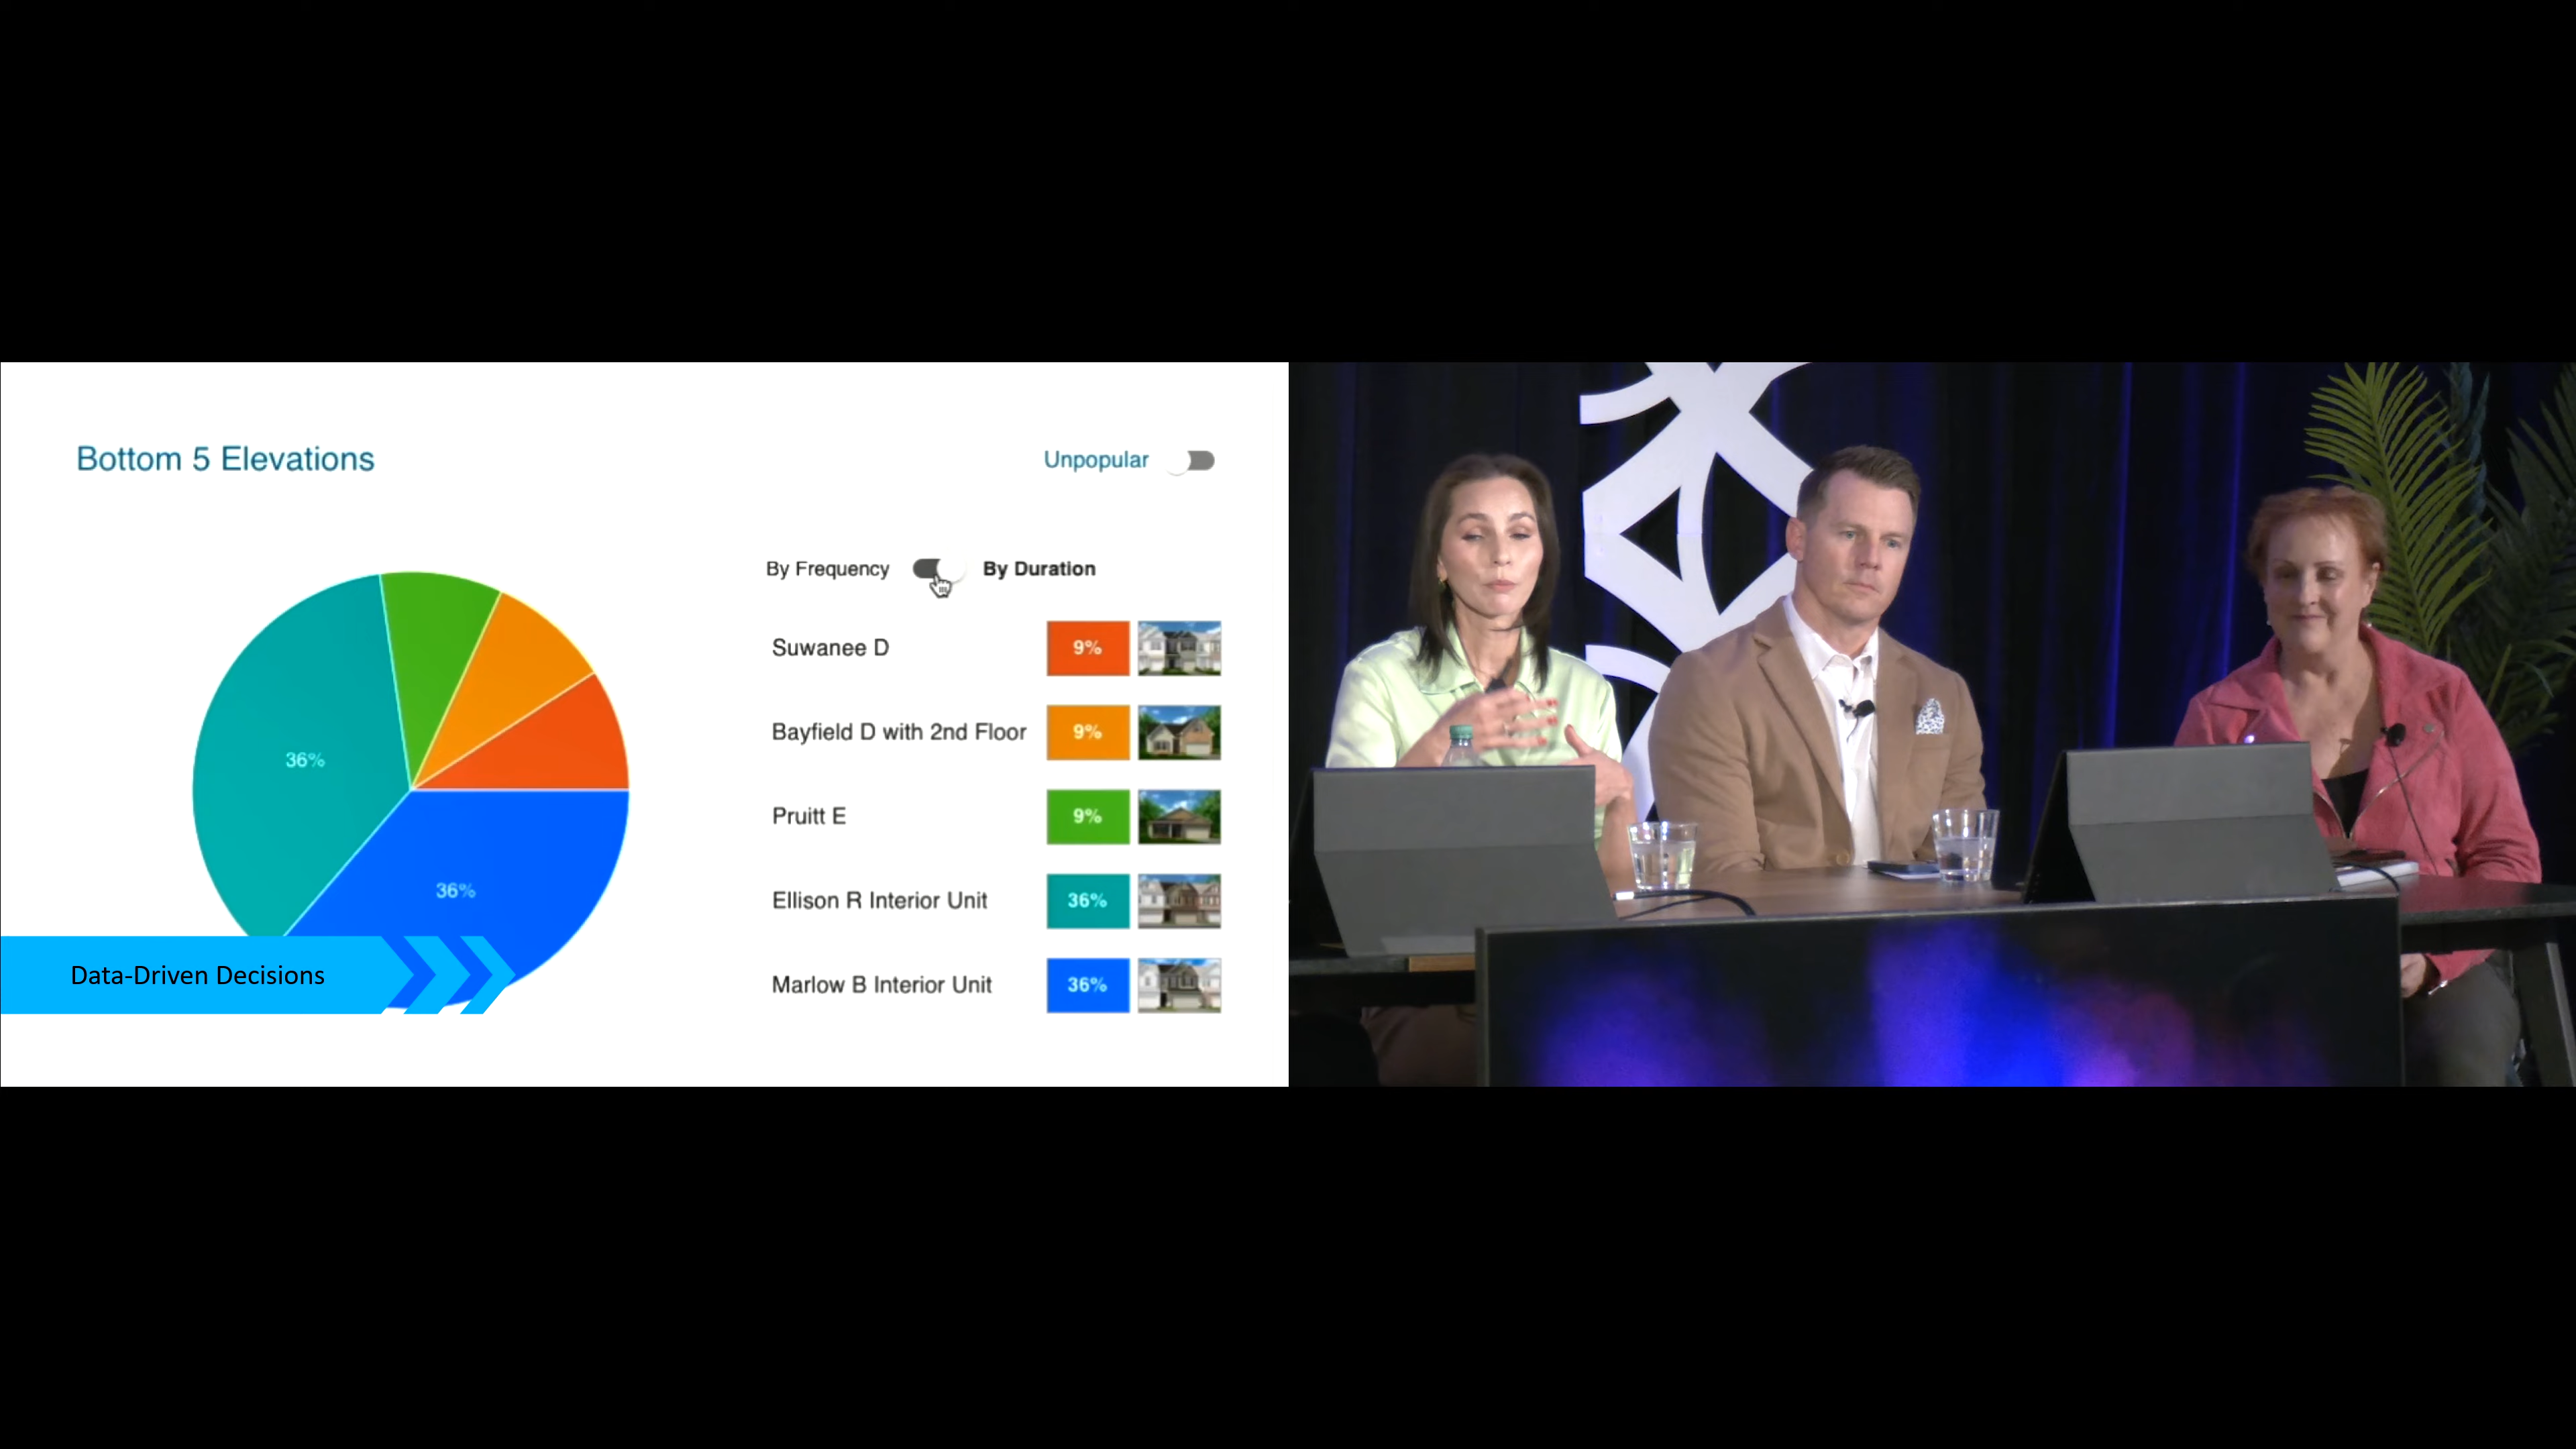 Bottom 5 Elevations
Unpopular
By Frequency By Duration
Suwanee D 9%
Bayfield D with 2nd Floor 9%
Pruitt E 9%
Ellison R Interior Unit 36%
Marlow B Interior Unit 36%
36%
36%
Data-Driven Decisions